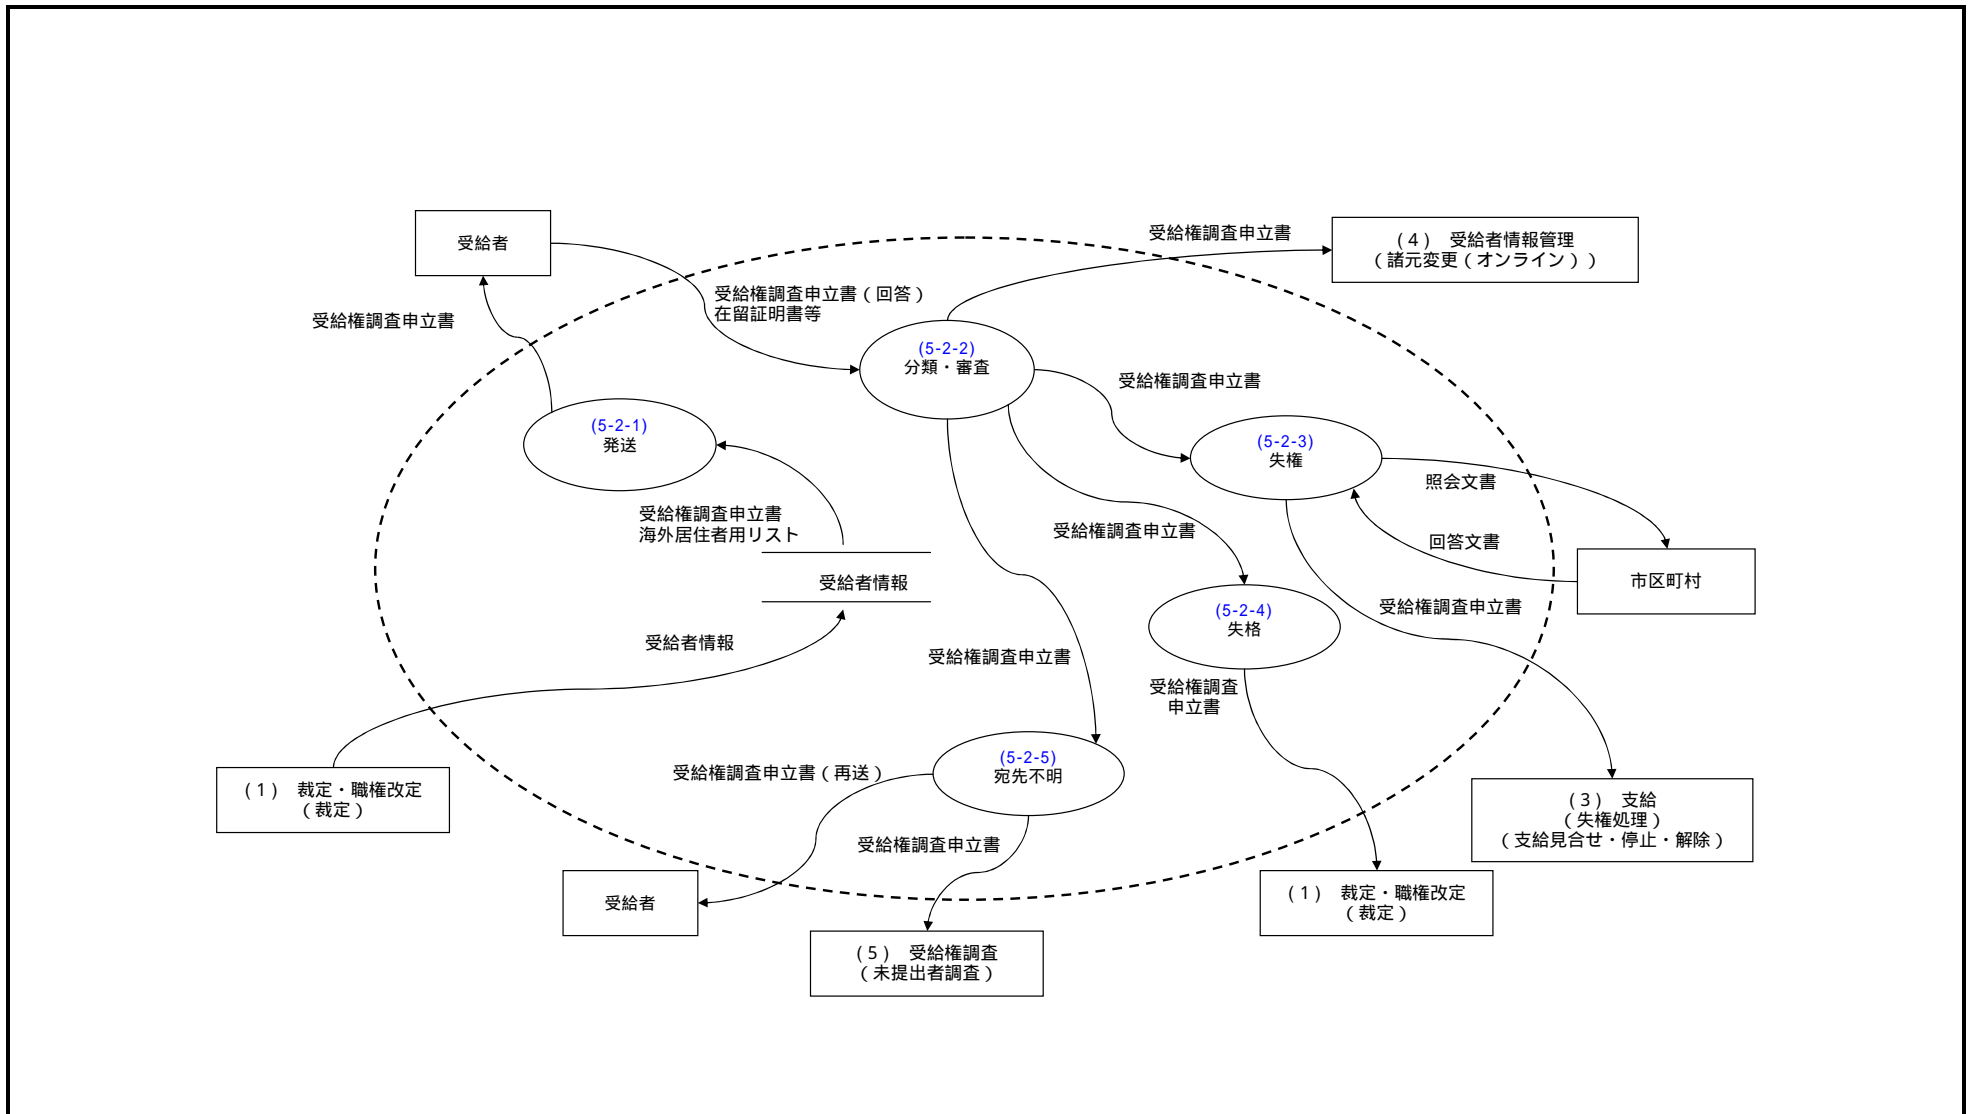 受給者
受給権調査申立書
(4) 受給者情報管理
(諸元変更(オンライン))
受給権調査申立書(回答)
在留証明書等
受給権調査申立書
(5-2-2)
分類・審査
受給権調査申立書
(5-2-1)
発送
(5-2-3)
失権
照会文書
受給権調査申立書
海外居住者用リスト
受給権調査申立書
回答文書
市区町村
受給者情報
(5-2-4)
失格
受給権調査申立書
受給者情報
受給権調査申立書
受給権調査
申立書
(5-2-5)
宛先不明
受給権調査申立書(再送)
(1) 裁定・職権改定
(裁定)
(3) 支給
(失権処理)
(支給見合せ・停止・解除)
受給権調査申立書
受給者
(1) 裁定・職権改定
(裁定)
(5) 受給権調査
(未提出者調査)